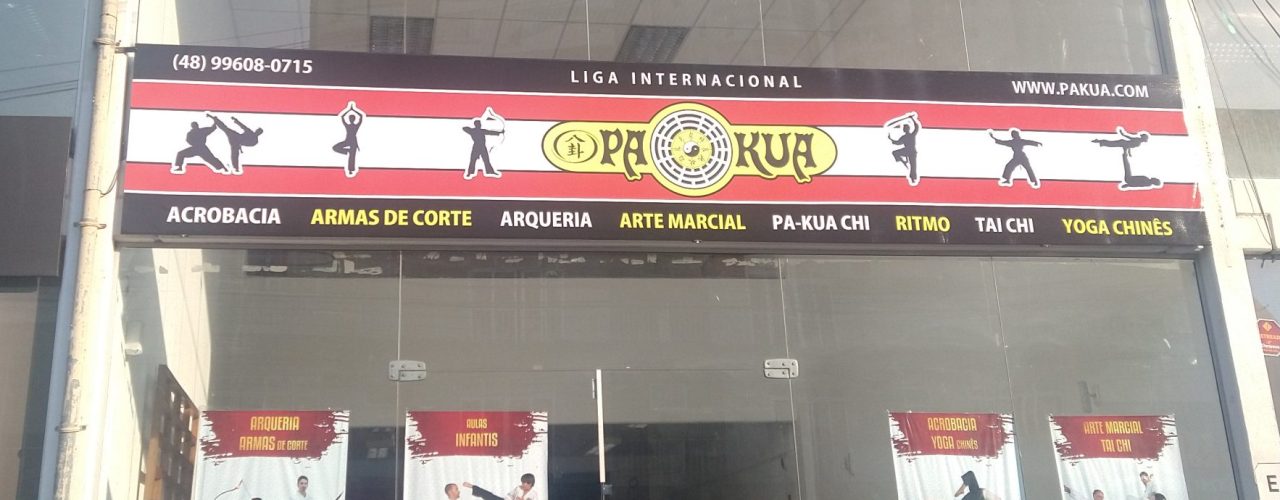 (48) 99608-0715
LIGA INTERNACIONAL
WWW.PAKUA.COM
八卦 PA KUA
ACROBACIA ARMAS DE CORTE ARQUERIA ARTE MARCIAL PA-KUA CHI RITMO TAI CHI YOGA CHINÊS
ARQUERIA
ARMAS DE CORTE
AULAS
INFANTIS
ACROBACIA
YOGA CHINÊS
ARTE MARCIAL
TAI CHI